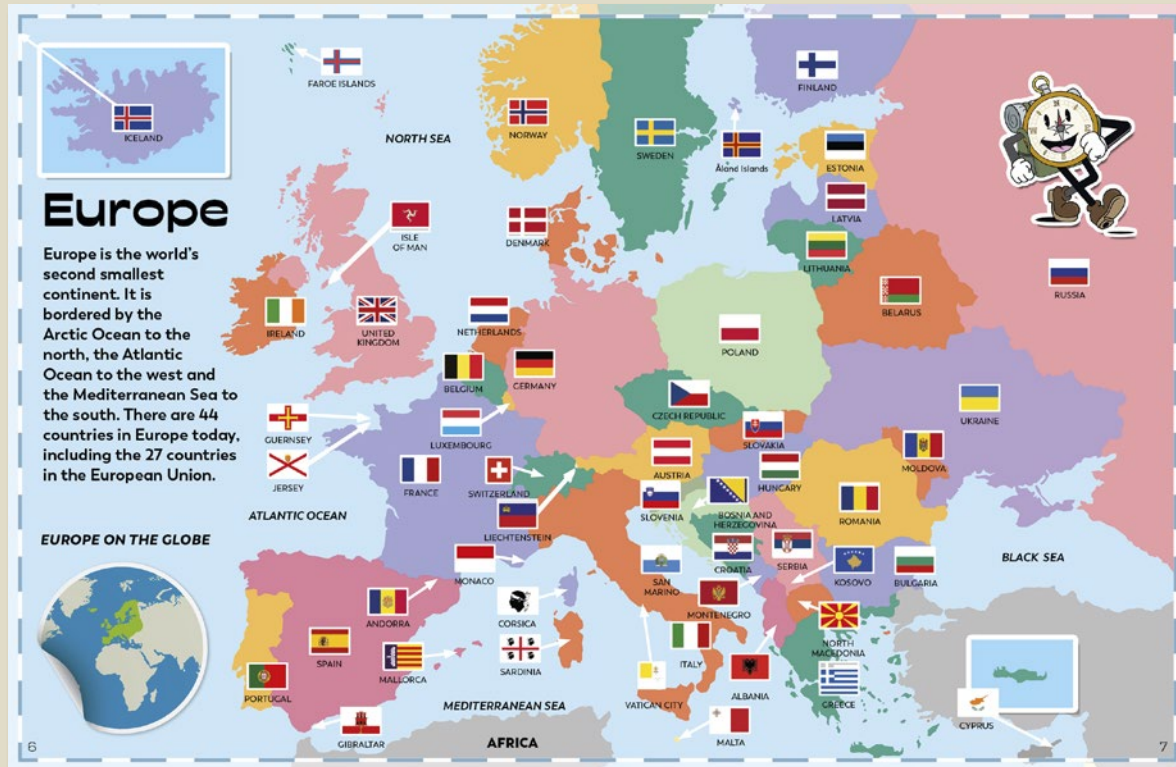 FAROE ISLANDS
ICELAND
NORTH SEA
NORWAY
SWEDEN
FINLAND
Åland Islands
ESTONIA
LATVIA
LITHUANIA
RUSSIA
BELARUS
Europe
Europe is the world's
second smallest
continent. It is
bordered by the
Arctic Ocean to the
north, the Atlantic
Ocean to the west and
the Mediterranean Sea to
the south. There are 44
countries in Europe today,
including the 27 countries
in the European Union.
ISLE
OF MAN
DENMARK
IRELAND
UNITED
KINGDOM
NETHERLANDS
POLAND
BELGIUM
GERMANY
CZECH REPUBLIC
UKRAINE
GUERNSEY
LUXEMBOURG
SLOVAKIA
JERSEY
FRANCE
SWITZERLAND
AUSTRIA
HUNGARY
MOLDOVA
ATLANTIC OCEAN
LIECHTENSTEIN
SLOVENIA
BOSNIA AND
HERZEGOVINA
ROMANIA
EUROPE ON THE GLOBE
MONACO
SAN
MARINO
CROATIA
SERBIA
KOSOVO
BULGARIA
BLACK SEA
ANDORRA
CORSICA
MONTENEGRO
SPAIN
MALLORCA
SARDINIA
ITALY
NORTH
MACEDONIA
PORTUGAL
VATICAN CITY
ALBANIA
GREECE
MEDITERRANEAN SEA
GIBRALTAR
AFRICA
MALTA
CYPRUS
6
7